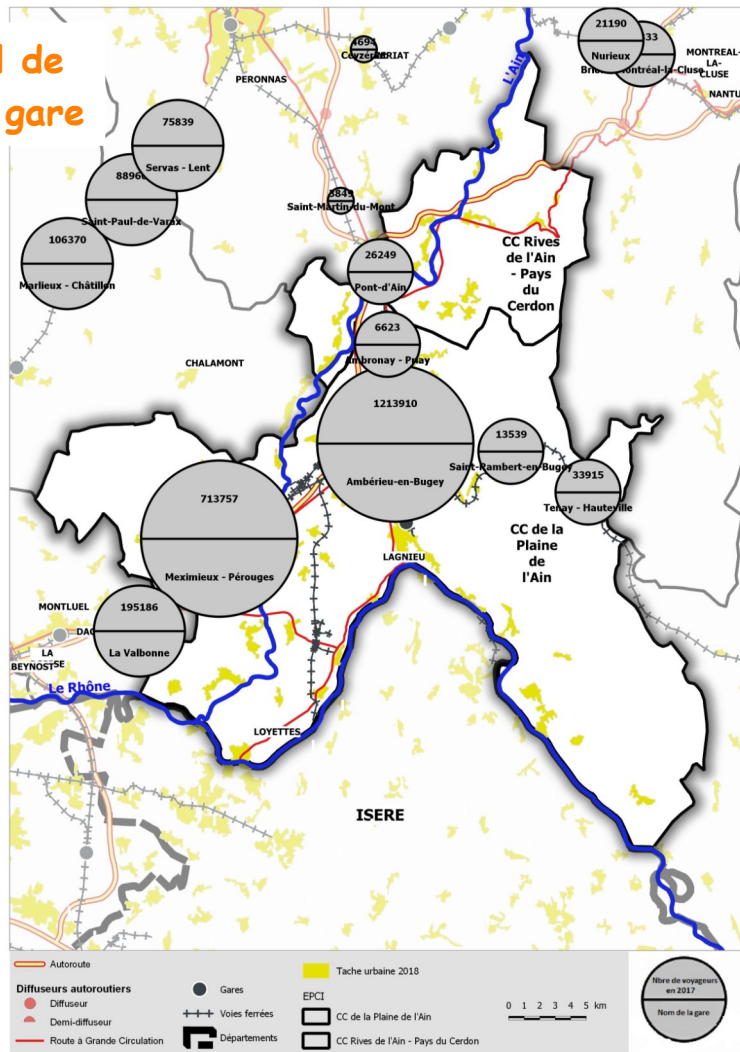 l de
gare
4694
Ceyzériat
21190
Nurieux
MONTREAL-
LA-
CLUSE
NANTU
PERONNAS
L'Ain
75839
Servas - Lent
Saint-Paul-de-Varax
3849
Saint-Martin-du-Mont
106370
Marlieux - Châtillon
26249
Pont-d'Ain
CC Rives
de l'Ain
- Pays
du
Cerdon
6623
Ambronay - Priay
CHALAMONT
1213910
Ambérieu-en-Bugey
13539
Saint-Rambert-en-Bugey
33915
Tenay - Hauteville
713757
Meximieux - Pérouges
CC de la
Plaine
de
l'Ain
LAGNIEU
195186
La Valbonne
MONTLUEL
DAG
LA
BEYNOST
Le Rhône
LOYETTES
ISERE
Autoroute
Diffuseurs autoroutiers
Diffuseur
Demi-diffuseur
Route à Grande Circulation
Gares
Voies ferrées
Départements
Tache urbaine 2018
EPCI
CC de la Plaine de l'Ain
CC Rives de l'Ain - Pays du Cerdon
0 1 2 3 4 5 km
Nbre de voyageurs
en 2017
Nom de la gare